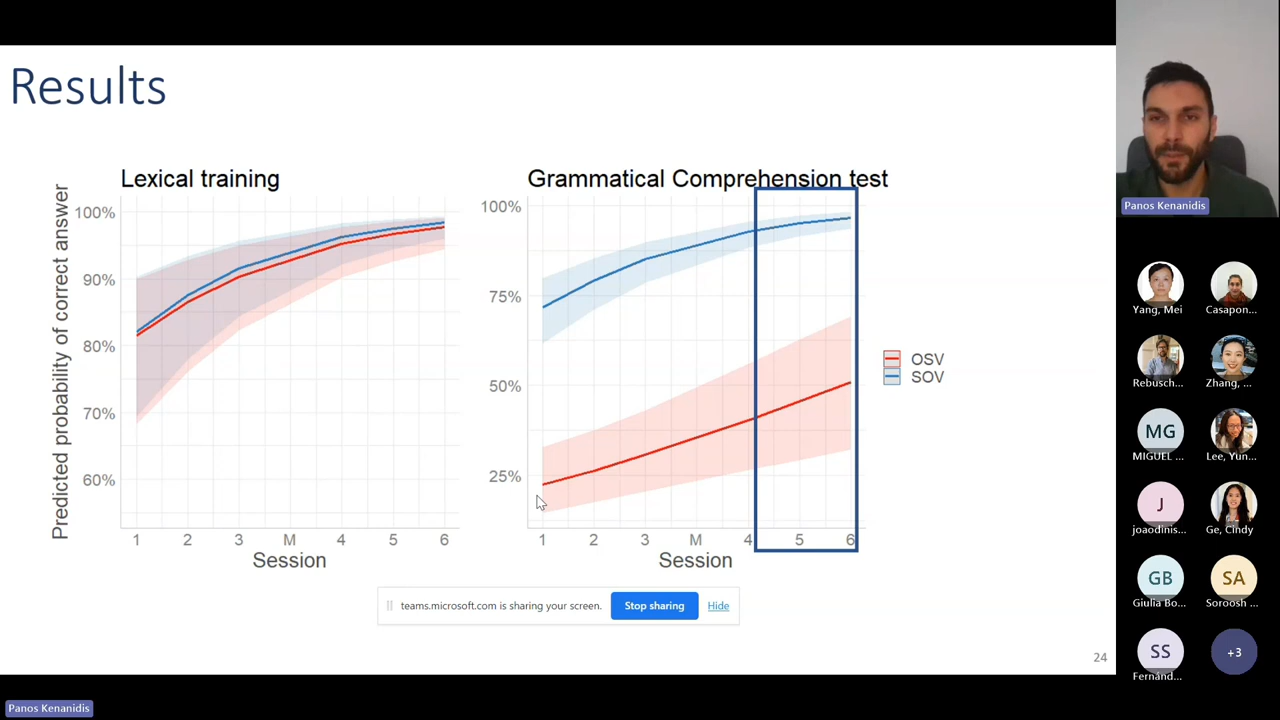 Results
Lexical training
Predicted probability of correct answer
100%
90%
80%
70%
60%
1 2 3 M 4 5 6
Session
Grammatical Comprehension test
100%
75%
50%
25%
1 2 3 M 4 5 6
Session
OSV
SOV
teams.microsoft.com is sharing your screen.
Stop sharing
Hide
24
Panos Kenanidis
Yang, Mei
Casapon...
Rebusch...
Zhang, ...
MG
MIGUEL ...
Lee, Yun...
J
joaodinis...
Ge, Cindy
GB
Giulia Bo...
SA
Soroosh ...
SS
Fernánd...
+3
Panos Kenanidis